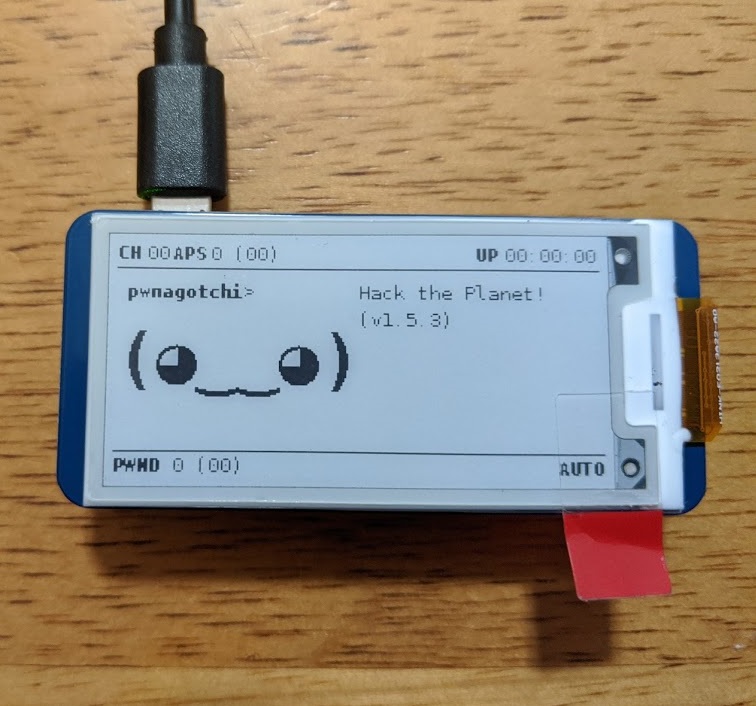 CH 00 APS 0 (00) UP 00:00:00
pwnagotchi> Hack the Planet!
(v1.5.3)
PWND 0 (00) AUTO